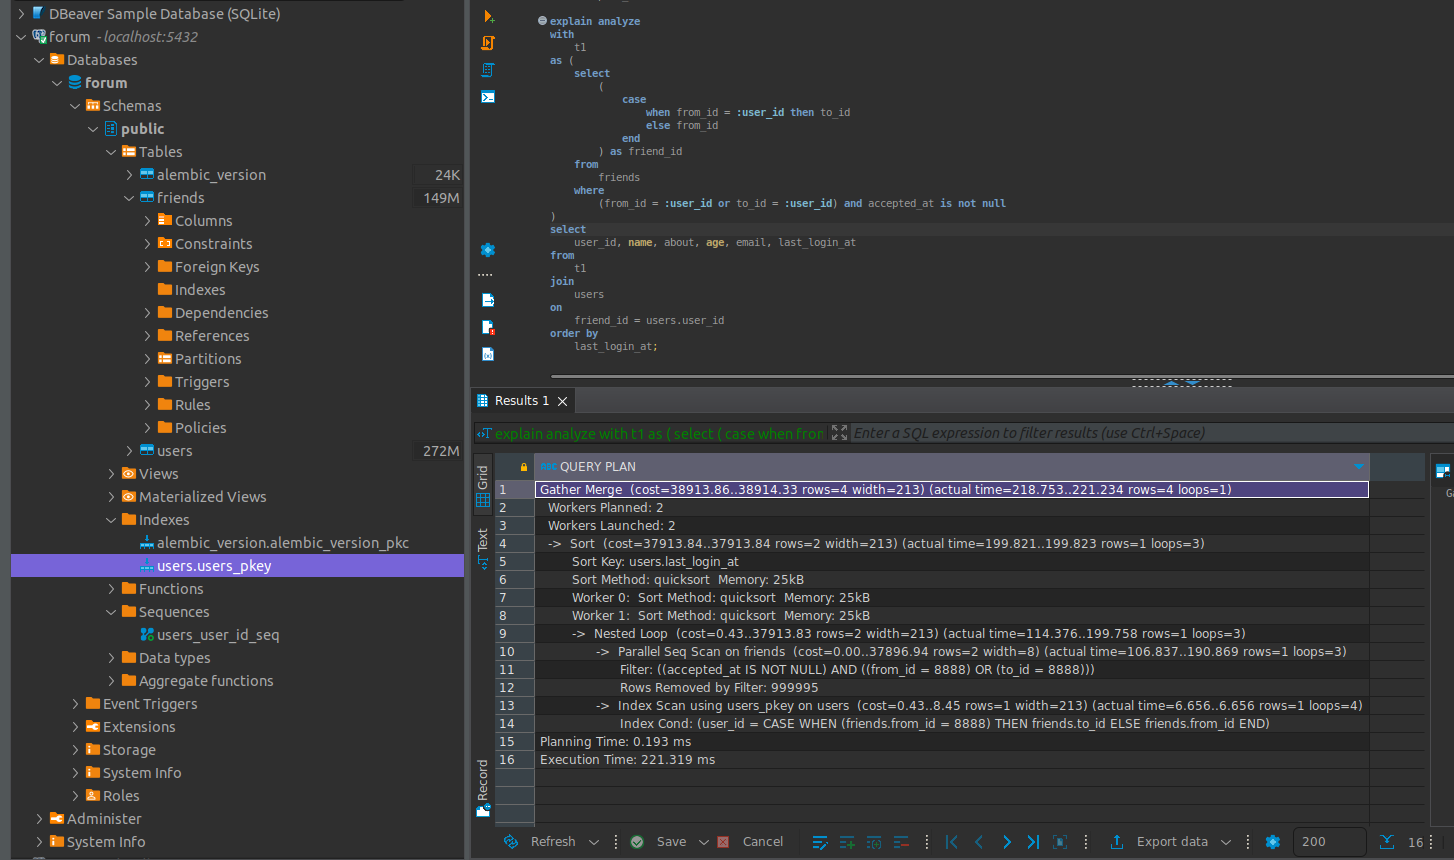 DBeaver Sample Database (SQLite)
forum - localhost:5432
Databases
forum
Schemas
public
Tables
alembic_version 24K
friends 149M
Columns
Constraints
Foreign Keys
Indexes
Dependencies
References
Partitions
Triggers
Rules
Policies
users 272M
Views
Materialized Views
Indexes
alembic_version.alembic_version_pkc
users.users_pkey
Functions
Sequences
users_user_id_seq
Data types
Aggregate functions
Event Triggers
Extensions
Storage
System Info
Roles
Administer
System Info
explain analyze
with
t1
as (
select
(
case
when from_id = :user_id then to_id
else from_id
end
) as friend_id
from
friends
where
(from_id = :user_id or to_id = :user_id) and accepted_at is not null
)
select
user_id, name, about, age, email, last_login_at
from
t1
join
users
on
friend_id = users.user_id
order by
last_login_at;
Results 1
explain analyze with t1 as ( select ( case when from
Enter a SQL expression to filter results (use Ctrl+Space)
Grid
Text
Record
ABC QUERY PLAN
1 Gather Merge (cost=38913.86..38914.33 rows=4 width=213) (actual time=218.753..221.234 rows=4 loops=1)
2 Workers Planned: 2
3 Workers Launched: 2
4 -> Sort (cost=37913.84..37913.84 rows=2 width=213) (actual time=199.821..199.823 rows=1 loops=3)
5 Sort Key: users.last_login_at
6 Sort Method: quicksort Memory: 25kB
7 Worker 0: Sort Method: quicksort Memory: 25kB
8 Worker 1: Sort Method: quicksort Memory: 25kB
9 -> Nested Loop (cost=0.43..37913.83 rows=2 width=213) (actual time=114.376..199.758 rows=1 loops=3)
10 -> Parallel Seq Scan on friends (cost=0.00..37896.94 rows=2 width=8) (actual time=106.837..190.869 rows=1 loops=3)
11 Filter: ((accepted_at IS NOT NULL) AND ((from_id = 8888) OR (to_id = 8888)))
12 Rows Removed by Filter: 999995
13 -> Index Scan using users_pkey on users (cost=0.43..8.45 rows=1 width=213) (actual time=6.656..6.656 rows=1 loops=4)
14 Index Cond: (user_id = CASE WHEN (friends.from_id = 8888) THEN friends.to_id ELSE friends.from_id END)
15 Planning Time: 0.193 ms
16 Execution Time: 221.319 ms
Refresh Save Cancel Export data 200 16